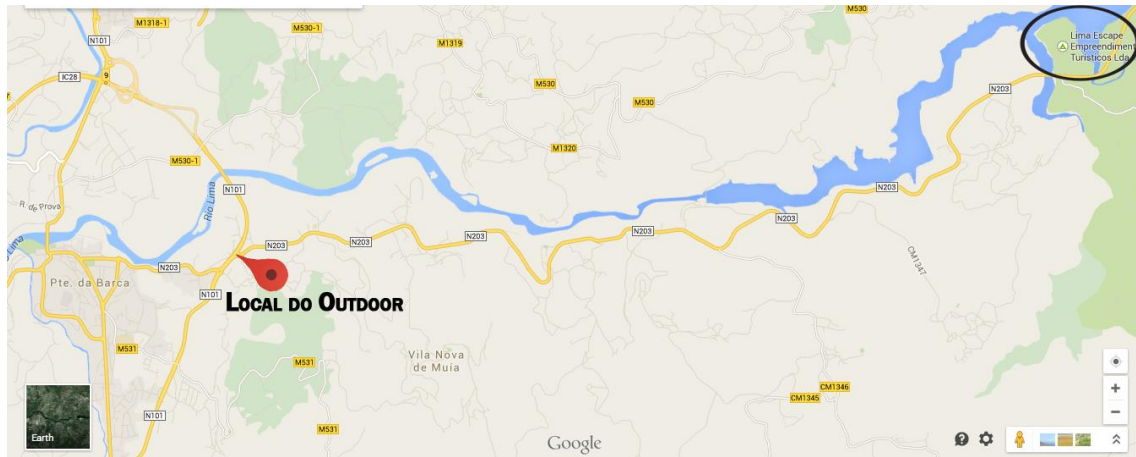 M1318-1
N101
M530-1
M530
Lima Escape
Empreendiment
Turísticos Lda
M1319
IC28
9
M530
N203
M530
M1320
M530-1
N101
N203
R. de Prova
Rio Lima
N203
N203
N203
N203
Lima
N203
CM1347
Pte. da Barca
N101
LOCAL DO OUTDOOR
M531
Vila Nova
de Muía
M531
CM1346
CM1345
N101
M531
Earth
Google